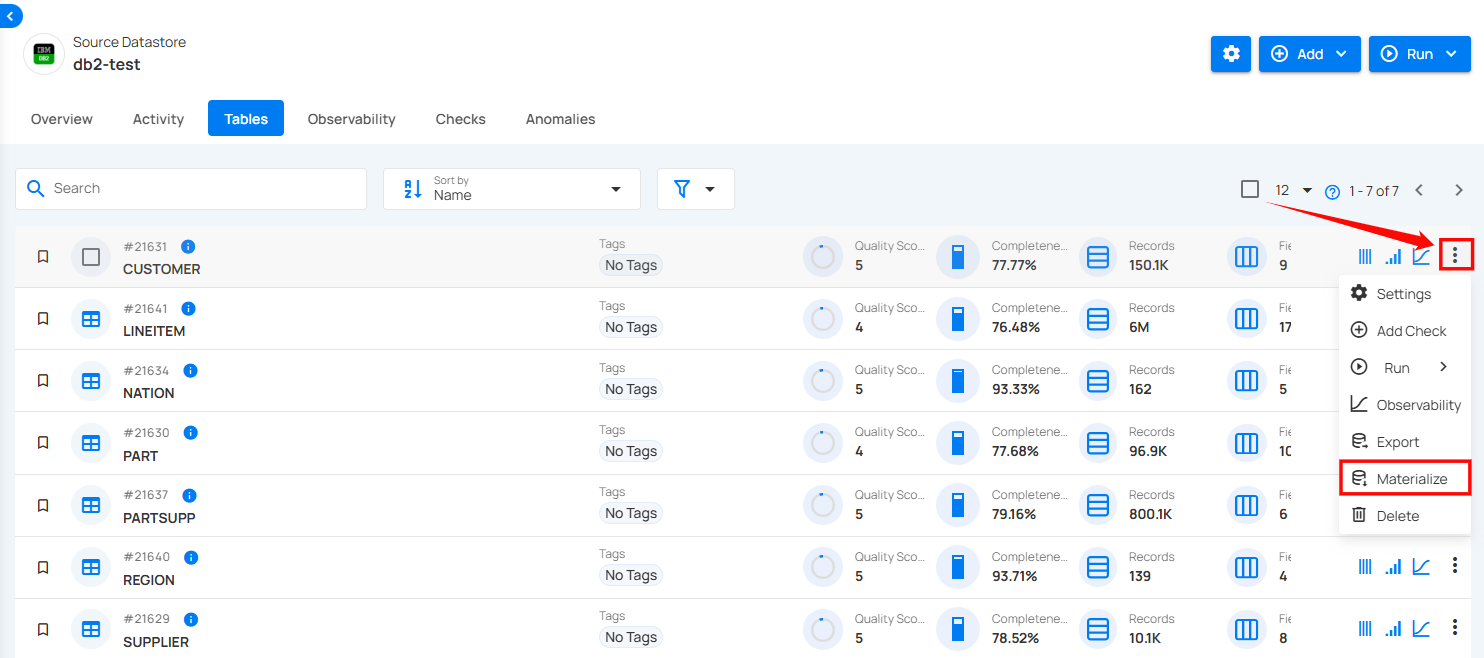 Source Datastore
IBM
DB2
db2-test
Add
Run
Overview
Activity
Tables
Observability
Checks
Anomalies
Search
Sort by
Name
12
1 - 7 of 7
#21631
CUSTOMER
Tags
No Tags
Quality Sco...
5
Completene...
77.77%
Records
150.1K
Fie
9
#21641
LINEITEM
Tags
No Tags
Quality Sco...
4
Completene...
76.48%
Records
6M
Fie
17
#21634
NATION
Tags
No Tags
Quality Sco...
5
Completene...
93.33%
Records
162
Fie
5
#21630
PART
Tags
No Tags
Quality Sco...
4
Completene...
77.68%
Records
96.9K
Fie
10
#21637
PARTSUPP
Tags
No Tags
Quality Sco...
5
Completene...
79.16%
Records
800.1K
Fie
6
#21640
REGION
Tags
No Tags
Quality Sco...
5
Completene...
93.71%
Records
139
Fie
4
#21629
SUPPLIER
Tags
No Tags
Quality Sco...
5
Completene...
78.52%
Records
10.1K
Fie
8
Settings
Add Check
Run
Observability
Export
Materialize
Delete